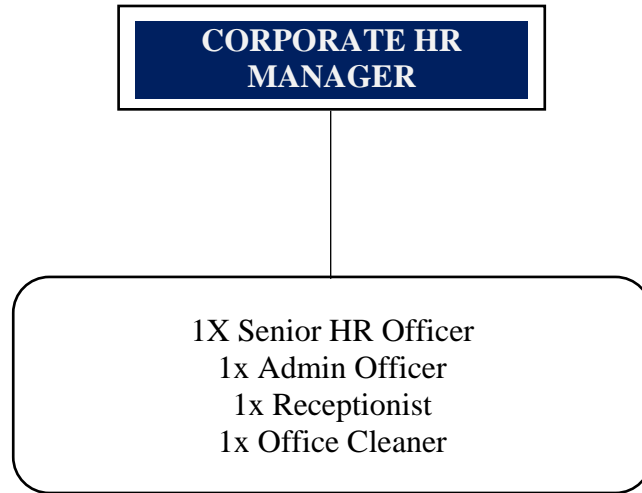 CORPORATE HR
MANAGER
1X Senior HR Officer
1x Admin Officer
1x Receptionist
1x Office Cleaner